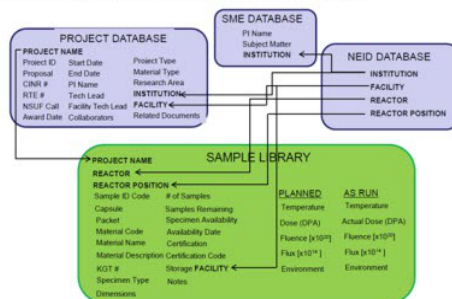 PROJECT DATABASE
PROJECT NAME
Project ID Start Date Project Type
Proposal End Date Material Type
CINR # PI Name Research Area
RTE # Tech Lead INSTITUTION
NSUF Call Facility Tech Lead FACILITY
Award Date Collaborators Related Documents
SME DATABASE
PI Name
Subject Matter
INSTITUTION
NEID DATABASE
INSTITUTION
FACILITY
REACTOR
REACTOR POSITION
SAMPLE LIBRARY
PROJECT NAME
REACTOR
REACTOR POSITION
Sample ID Code # of Samples
Capsule Samples Remaining
Packet Specimen Availability
Material Code Availability Date
Material Name Certification
Material Description Certification Code
KGT # Storage FACILITY
Specimen Type Notes
Dimensions
PLANNED AS RUN
Temperature Temperature
Dose (DPA) Actual Dose (DPA)
Fluence [x10²⁰] Fluence [x10²⁰]
Flux [x10¹⁴ ] Flux [x10¹⁴ ]
Environment Environment